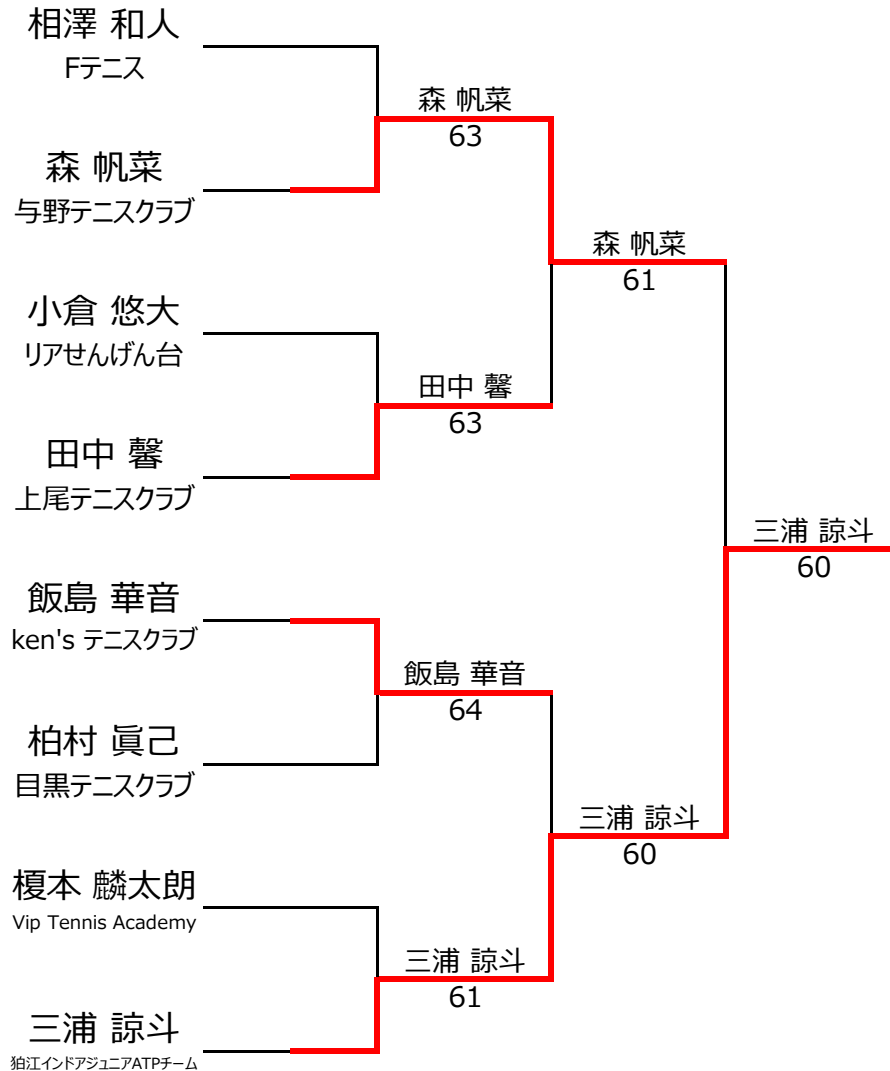 相澤 和人
Fテニス
森 帆菜
63
森 帆菜
与野テニスクラブ
森 帆菜
61
小倉 悠大
リアせんげん台
田中 馨
63
田中 馨
上尾テニスクラブ
三浦 諒斗
60
飯島 華音
ken's テニスクラブ
飯島 華音
64
柏村 眞己
目黒テニスクラブ
三浦 諒斗
60
榎本 麟太朗
Vip Tennis Academy
三浦 諒斗
61
三浦 諒斗
狛江インドアジュニアATPチーム